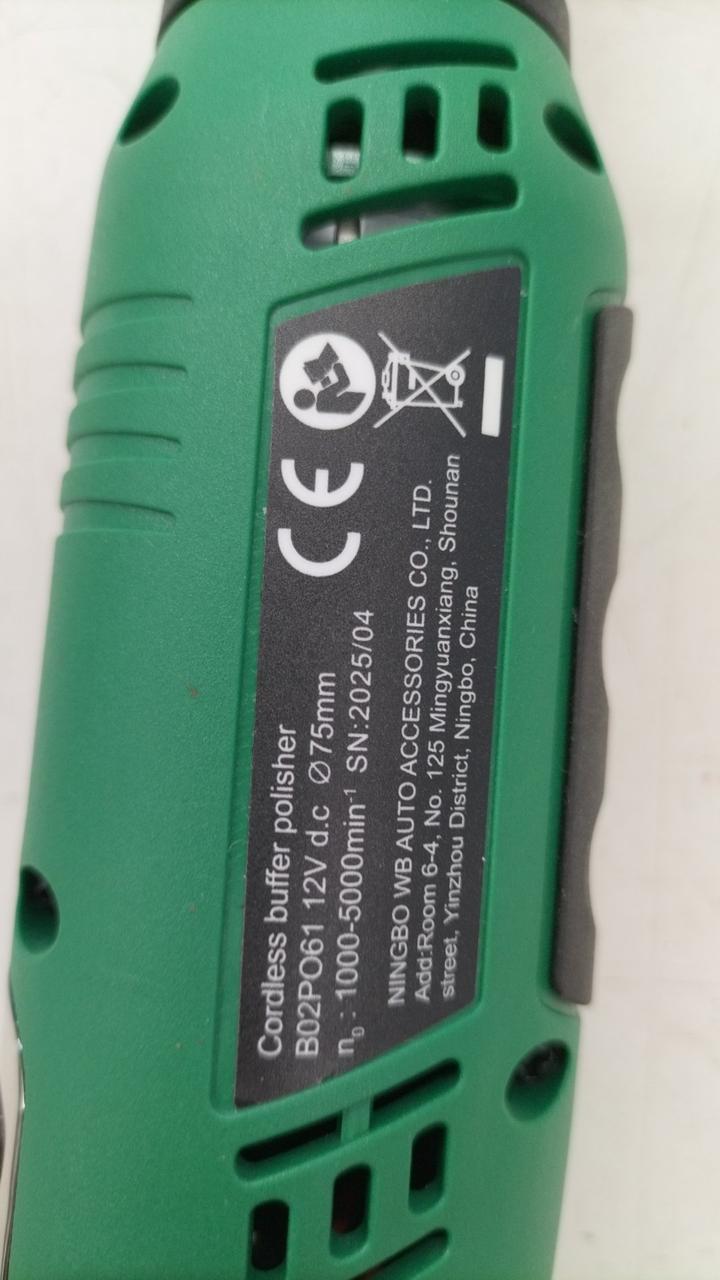 Cordless buffer polisher
B02PO61 12V d.c Ø75mm
n₀ : 1000-5000min⁻¹ SN:2025/04
CE
NINGBO WB AUTO ACCESSORIES CO., LTD.
Add:Room 6-4, No. 125 Mingyuanxiang, Shounan
street, Yinzhou District, Ningbo, China